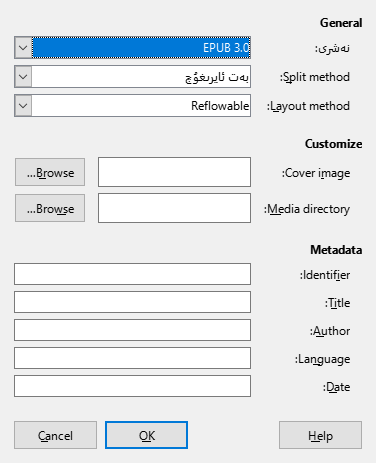 General
نەشرى: EPUB 3.0
Split method: بەت ئايرىغۇچ
Layout method: Reflowable
Customize
Cover image: Browse...
Media directory: Browse...
Metadata
Identifier:
Title:
Author:
Language:
Date:
Help OK Cancel